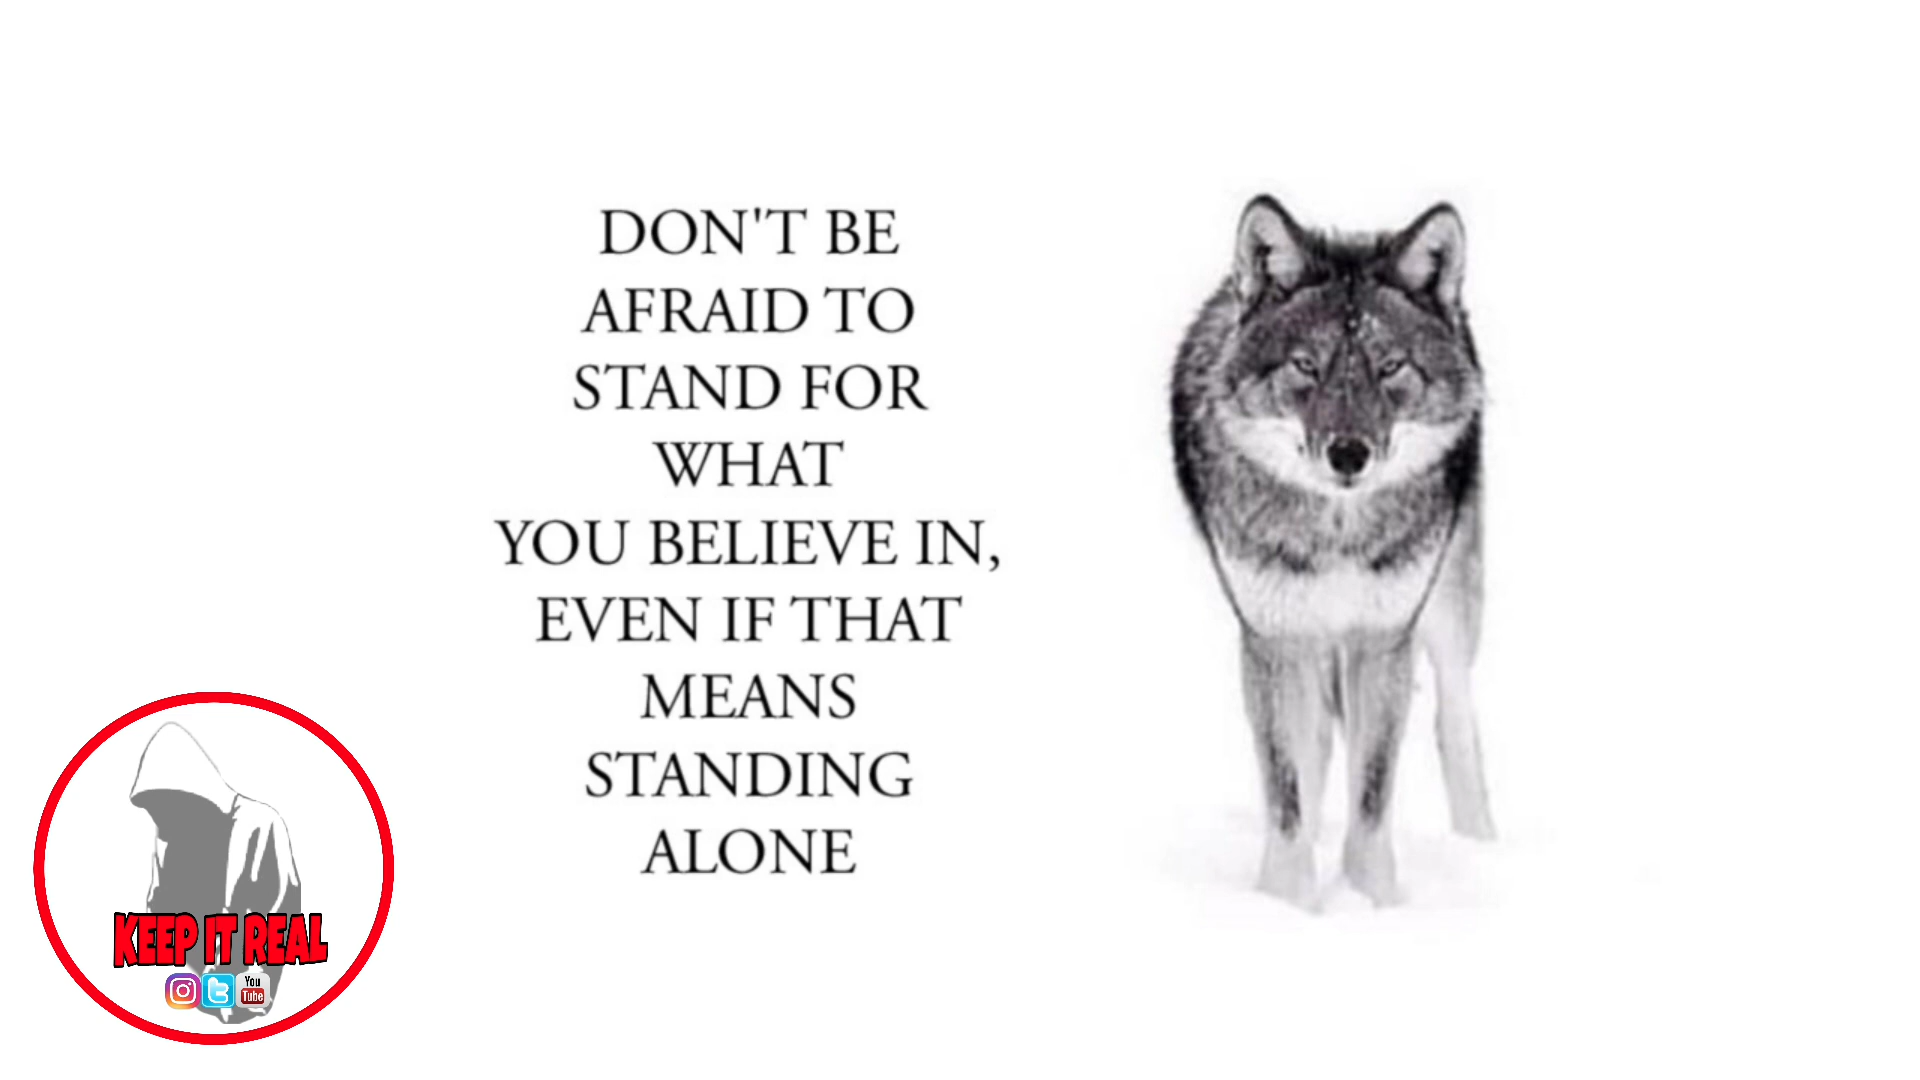 DON'T BE
AFRAID TO
STAND FOR
WHAT
YOU BELIEVE IN,
EVEN IF THAT
MEANS
STANDING
ALONE
KEEP IT REAL
You
Tube